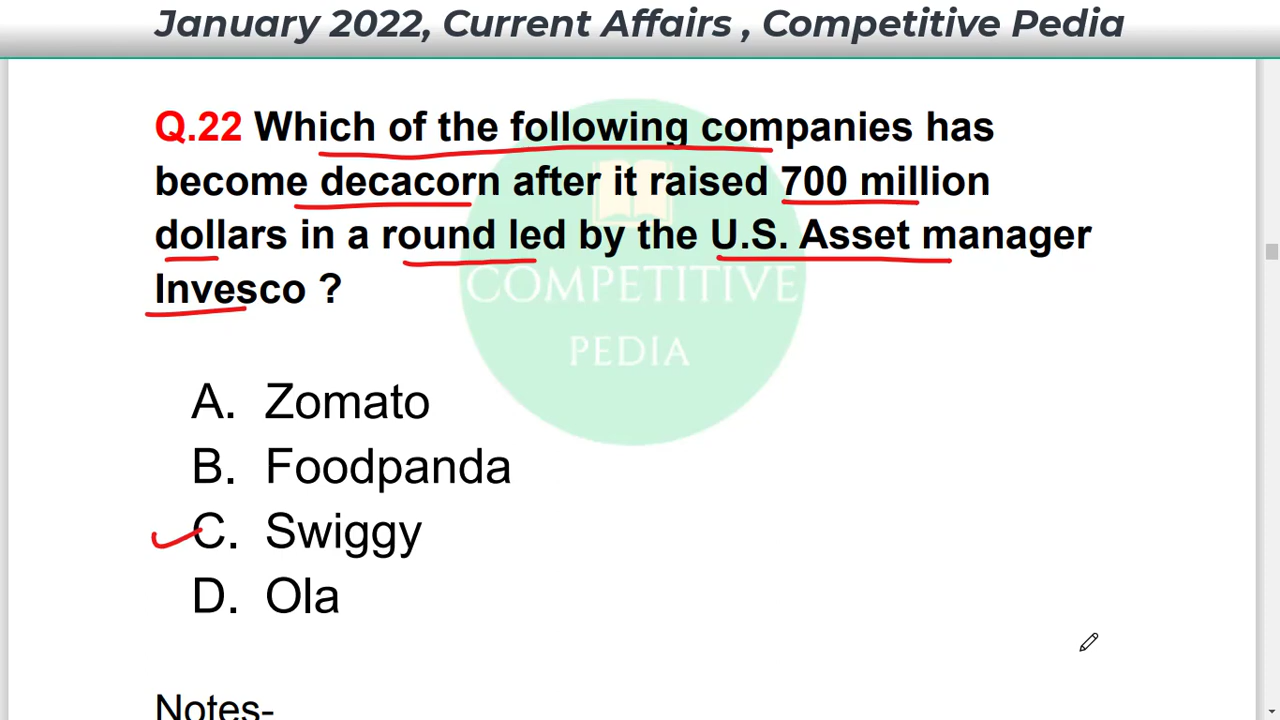 January 2022, Current Affairs , Competitive Pedia
Q.22 Which of the following companies has
become decacorn after it raised 700 million
dollars in a round led by the U.S. Asset manager
Invesco ?
COMPETITIVE
PEDIA
A. Zomato
B. Foodpanda
C. Swiggy
D. Ola
Notes-